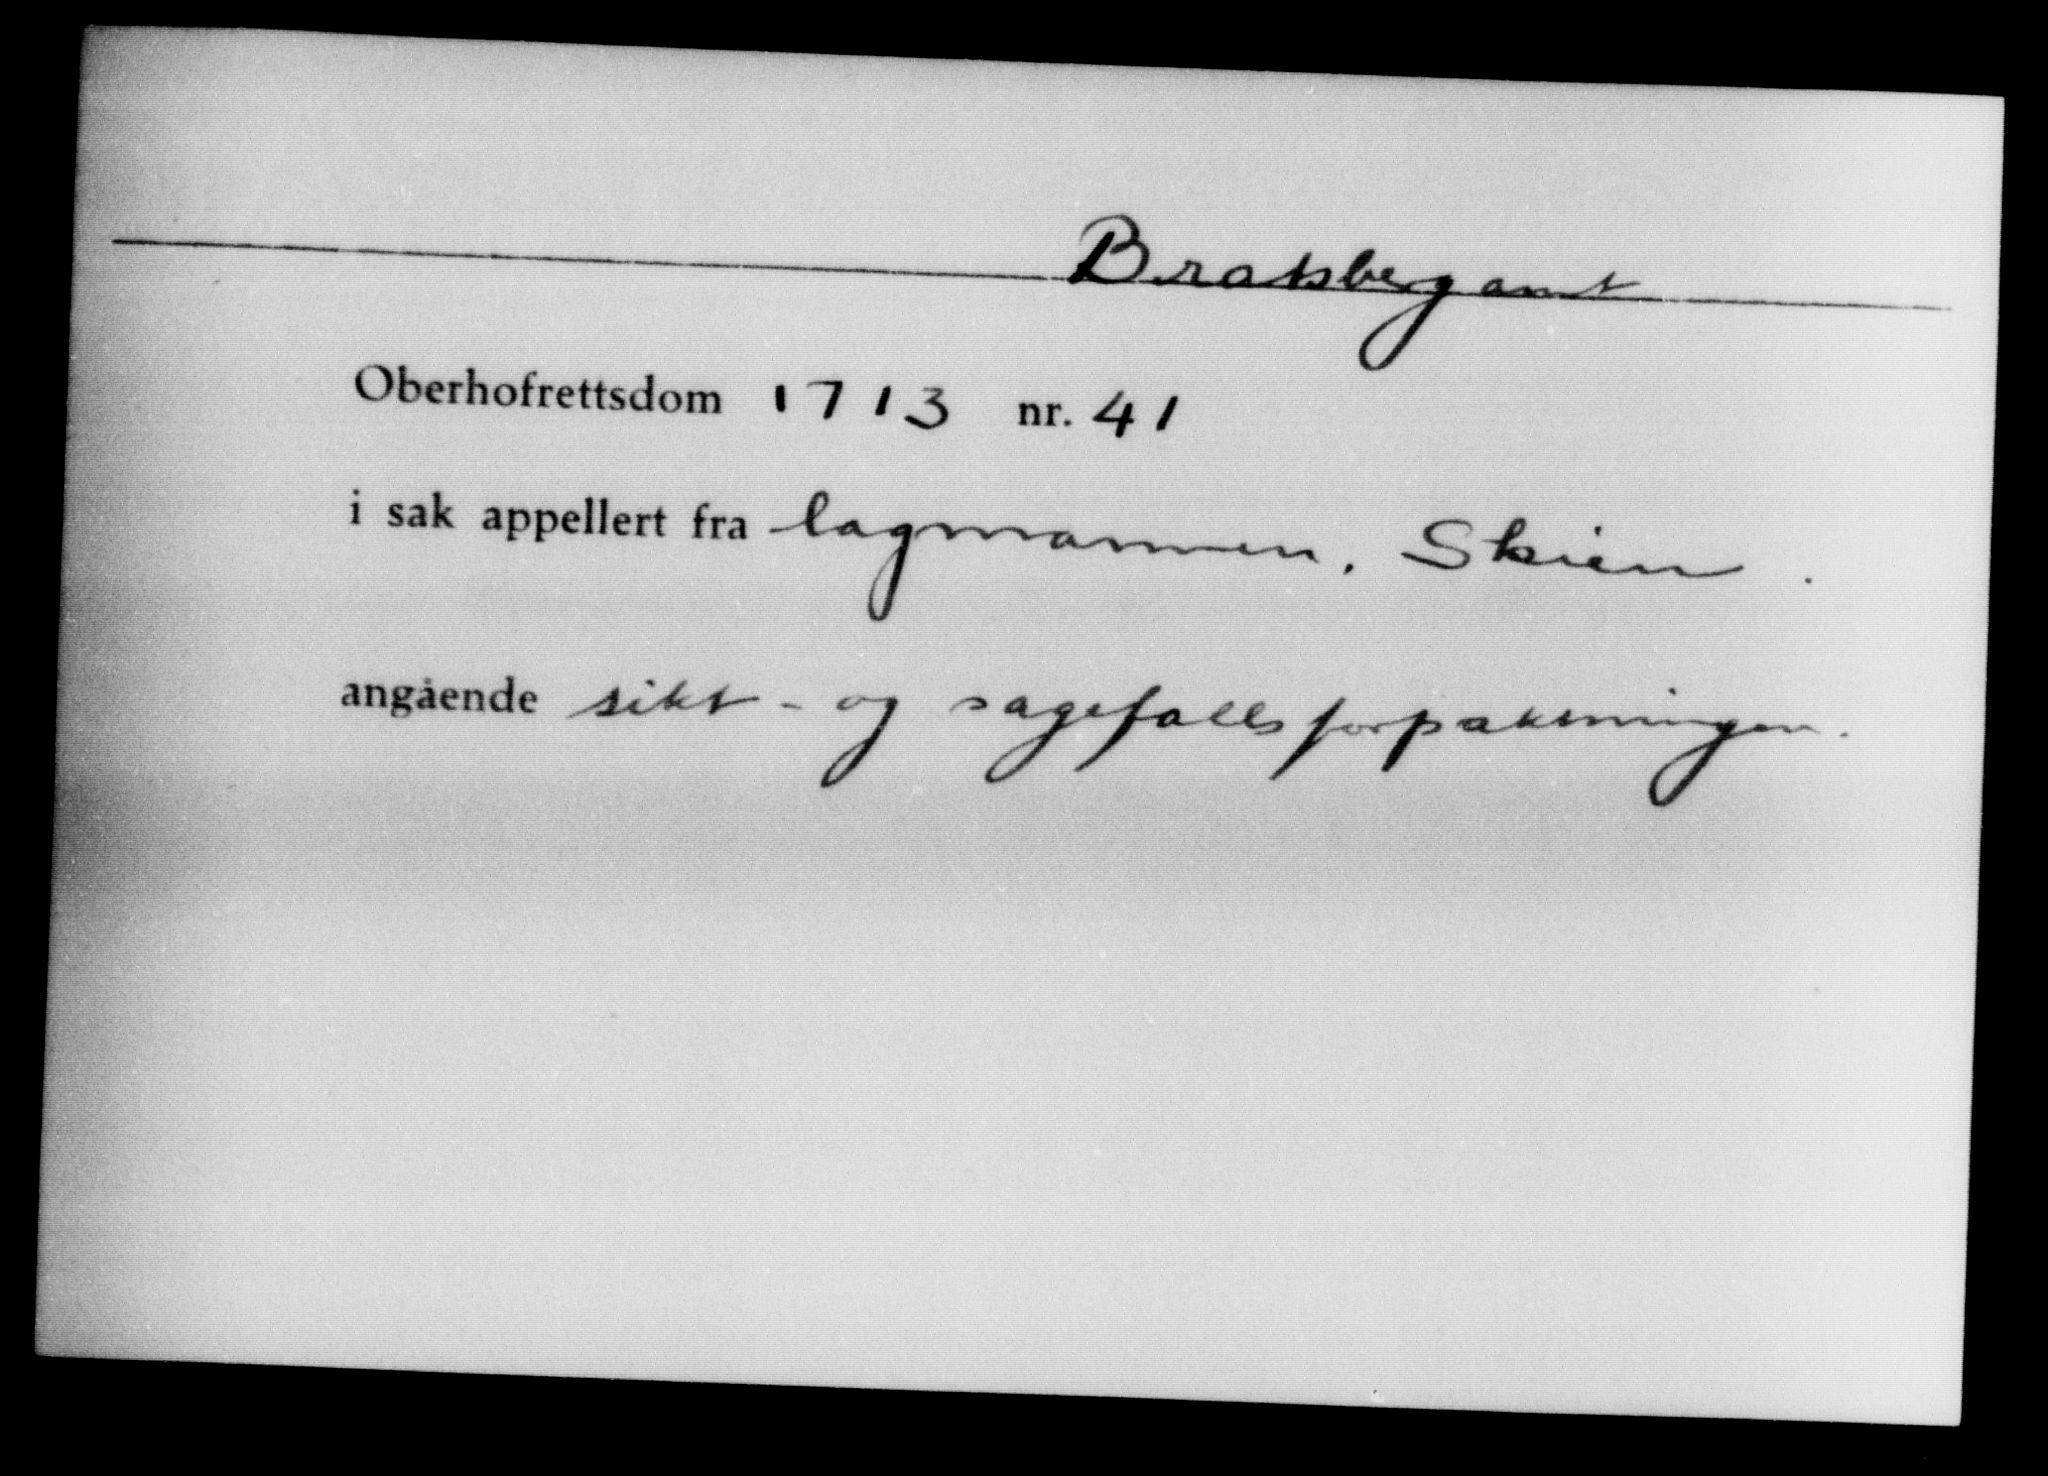 Bratsberg amt
Oberhofrettsdom 1713 nr. 41
i sak appellert fra lagmannen, Skien.
angående sikt- og sagefallsforpaktningen.